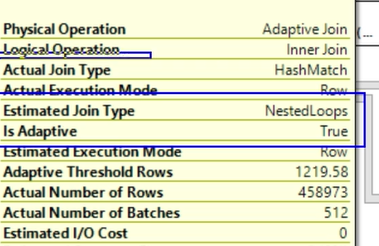 (...
Physical Operation Adaptive Join
Logical Operation Inner Join
Actual Join Type HashMatch
Actual Execution Mode Row
Estimated Join Type NestedLoops
Is Adaptive True
Estimated Execution Mode Row
Adaptive Threshold Rows 1219.58
Actual Number of Rows 458973
Actual Number of Batches 512
Estimated I/O Cost 0